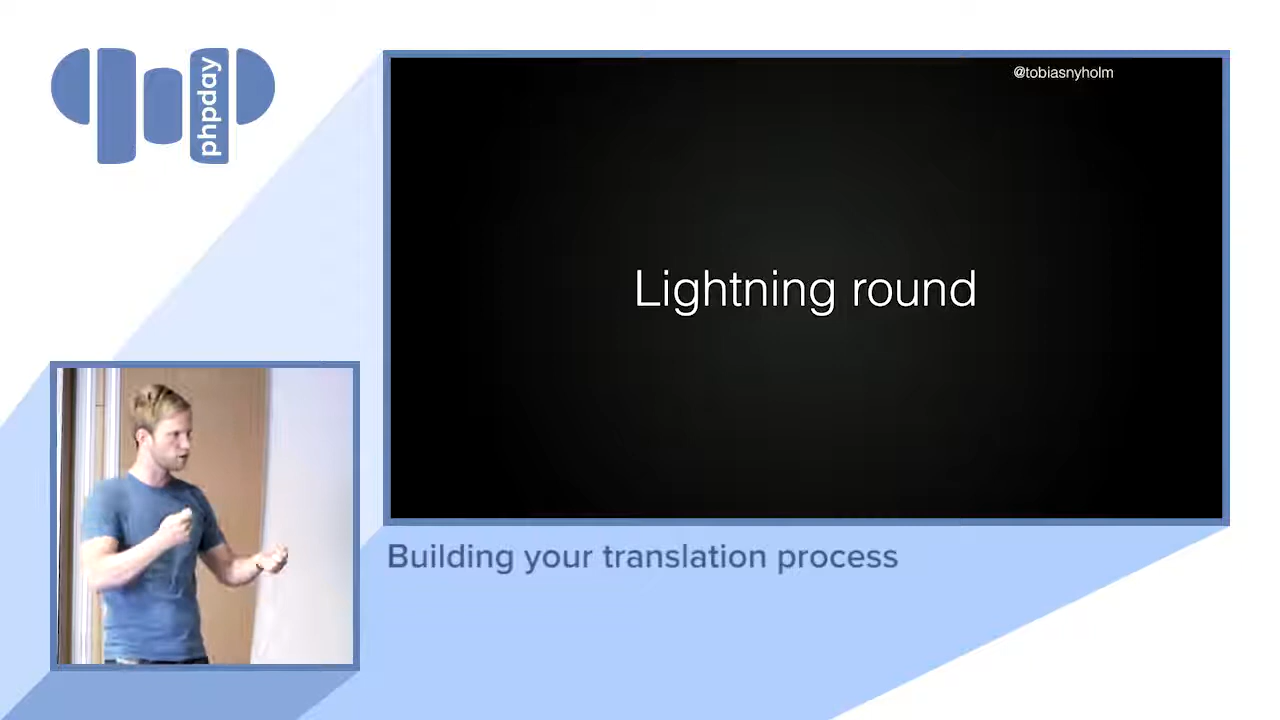 phpday
@tobiasnyholm
Lightning round
Building your translation process